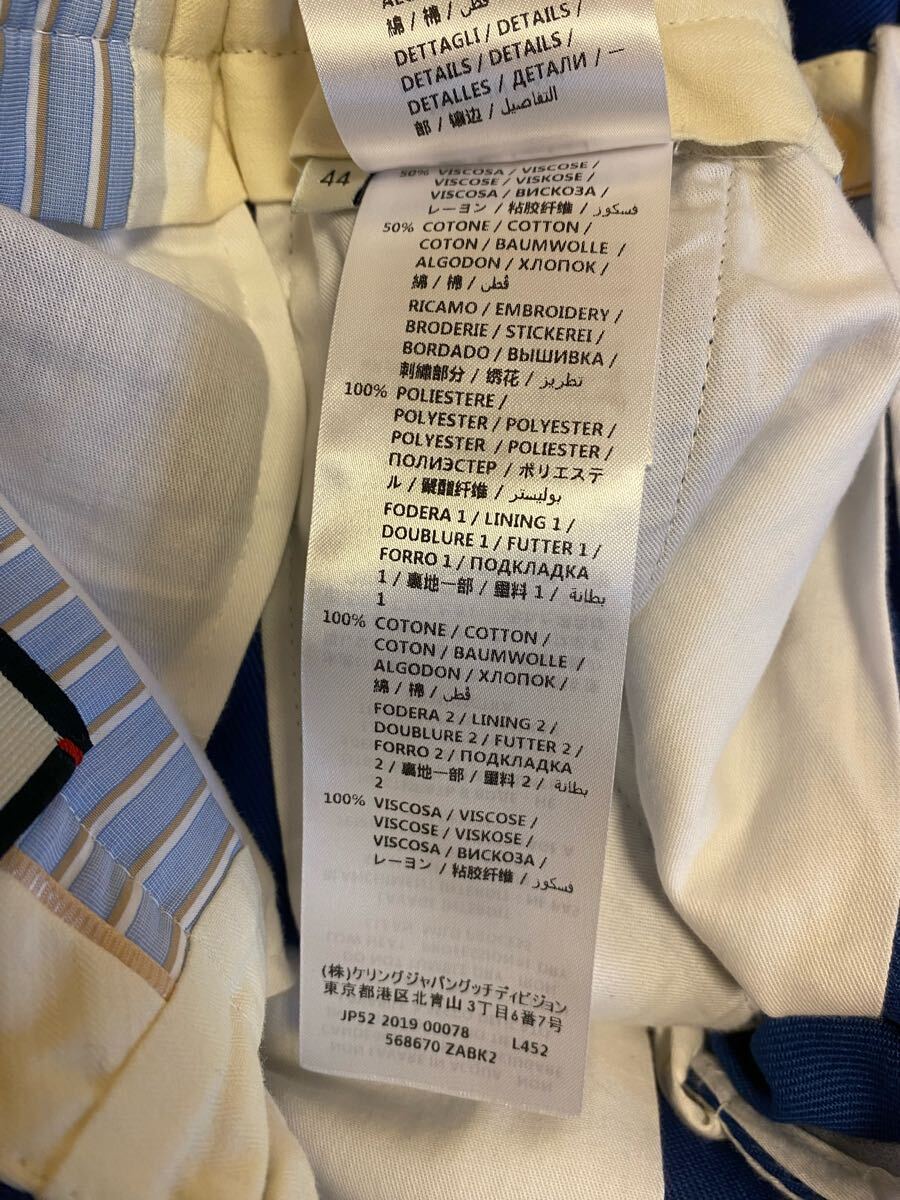 綿 / 棉 / قطن /
DETTAGLI / DETAILS /
DETAILS / DETAILS /
DETALLES / ДЕТАЛИ / 一
部 / 镶边 / التفاصيل
44
50% VISCOSA / VISCOSE /
VISCOSE / VISKOSE /
VISCOSA / ВИСКОЗА /
レーヨン / 粘胶纤维 / فسكوز
50% COTONE / COTTON /
COTON / BAUMWOLLE /
ALGODON / ХЛОПОК /
綿 / 棉 / قطن
RICAMO / EMBROIDERY /
BRODERIE / STICKEREI /
BORDADO / ВЫШИВКА /
刺繍部分 / 绣花 / تطريز
100% POLIESTERE /
POLYESTER / POLYESTER /
POLYESTER / POLIESTER /
ПОЛИЭСТЕР / ポリエステ
ル / 聚酯纤维 / بوليستر
FODERA 1 / LINING 1 /
DOUBLURE 1 / FUTTER 1 /
FORRO 1 / ПОДКЛАДКА
1 / 裏地一部 / 里料 1 / بطانة
1
100% COTONE / COTTON /
COTON / BAUMWOLLE /
ALGODON / ХЛОПОК /
綿 / 棉 / قطن
FODERA 2 / LINING 2 /
DOUBLURE 2 / FUTTER 2 /
FORRO 2 / ПОДКЛАДКА
2 / 裏地一部 / 里料 2 / بطانة
2
100% VISCOSA / VISCOSE /
VISCOSE / VISKOSE /
VISCOSA / ВИСКОЗА /
レーヨン / 粘胶纤维 / فسكوز
(株)ケリングジャパングッチディビジョン
東京都港区北青山3丁目6番7号
JP52 2019 00078 L452
568670 ZABK2